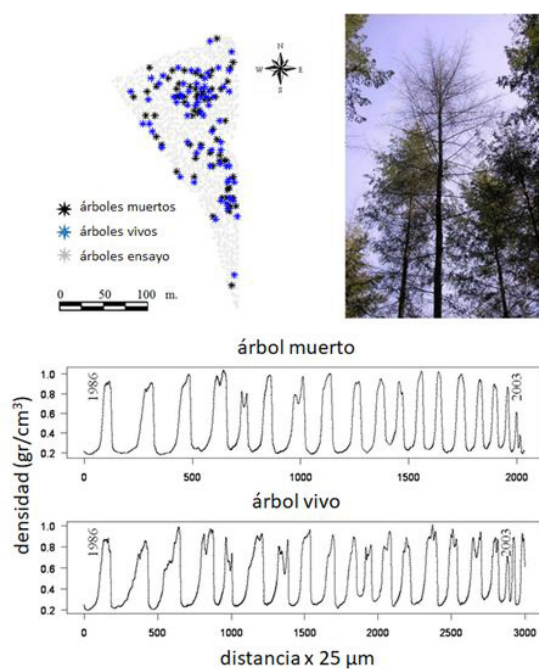 N
W E
S
árboles muertos
árboles vivos
árboles ensayo
0 50 100 m.
árbol muerto
densidad (gr/cm³)
1.0
0.8
0.6
0.4
0.2
1986
2003
0 500 1000 1500 2000
árbol vivo
1.0
0.8
0.6
0.4
0.2
1986
2003
0 500 1000 1500 2000 2500 3000
distancia x 25 µm